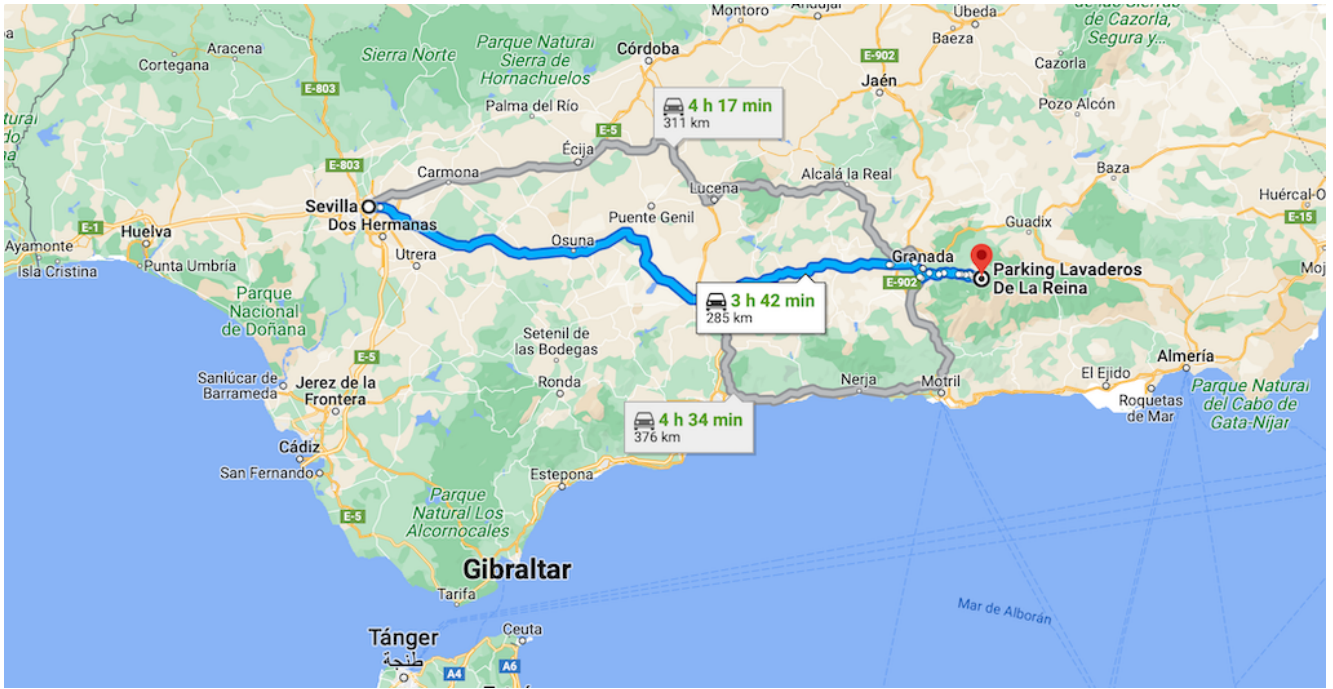 Montoro
Andújar
Úbeda
de las Sierras
de Cazorla,
Segura y...
Aracena
Cortegana
Sierra Norte
Parque Natural
Sierra de
Hornachuelos
Córdoba
Baeza
E-902
Cazorla
E-803
Jaén
Palma del Río
4 h 17 min
311 km
Pozo Alcón
E-5
Écija
E-803
Carmona
Lucena
Alcalá la Real
Baza
Huércal-O
Sevilla
Dos Hermanas
Puente Genil
Guadix
E-15
E-1
Huelva
Ayamonte
Isla Cristina
Punta Umbría
Utrera
Osuna
Granada
E-902
Parking Lavaderos
De La Reina
Moj
Parque
Nacional
de Doñana
3 h 42 min
285 km
Setenil de
las Bodegas
E-5
Ronda
Nerja
Motril
El Ejido
Almería
Sanlúcar de
Barrameda
Jerez de la
Frontera
Roquetas
de Mar
Parque Natural
del Cabo de
Gata-Níjar
4 h 34 min
376 km
Cádiz
San Fernando
Estepona
E-5
Parque
Natural Los
Alcornocales
Gibraltar
Tarifa
Mar de Alborán
Tánger
طنجة
Ceuta
A4
A6